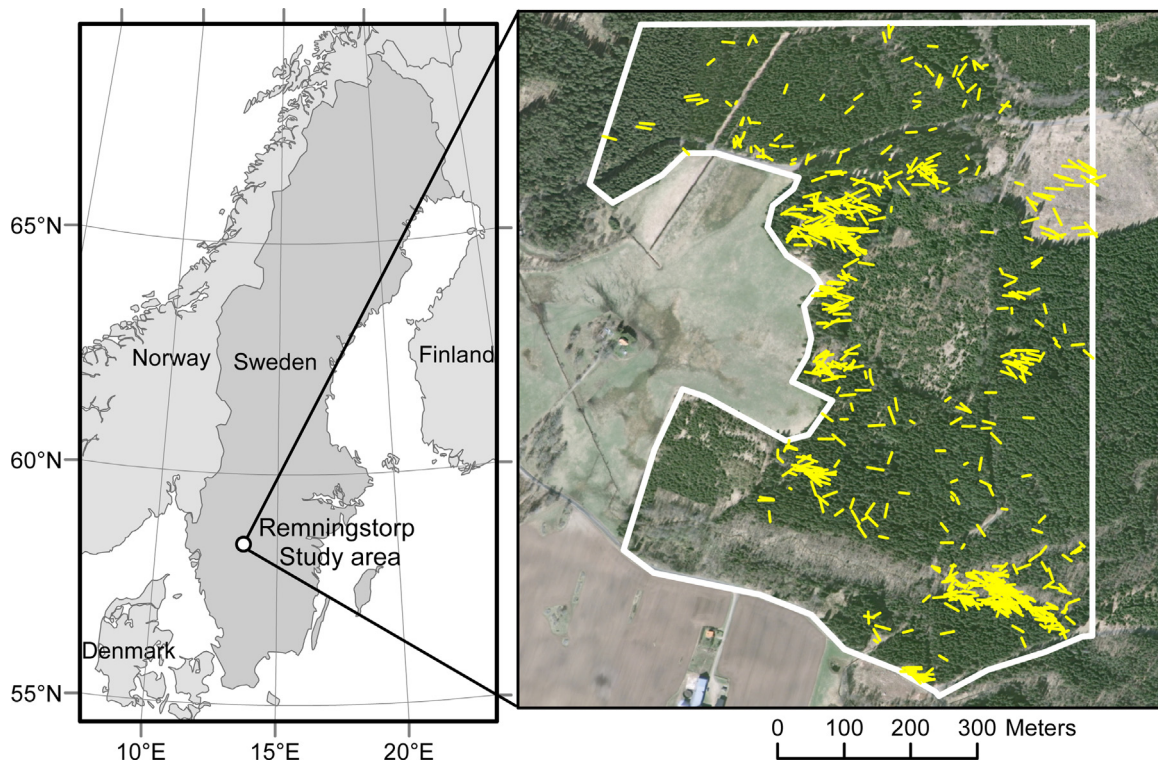 65°N
Norway
Sweden
Finland
60°N
Remningstorp
Study area
Denmark
55°N
10°E
15°E
20°E
0
100
200
300
Meters